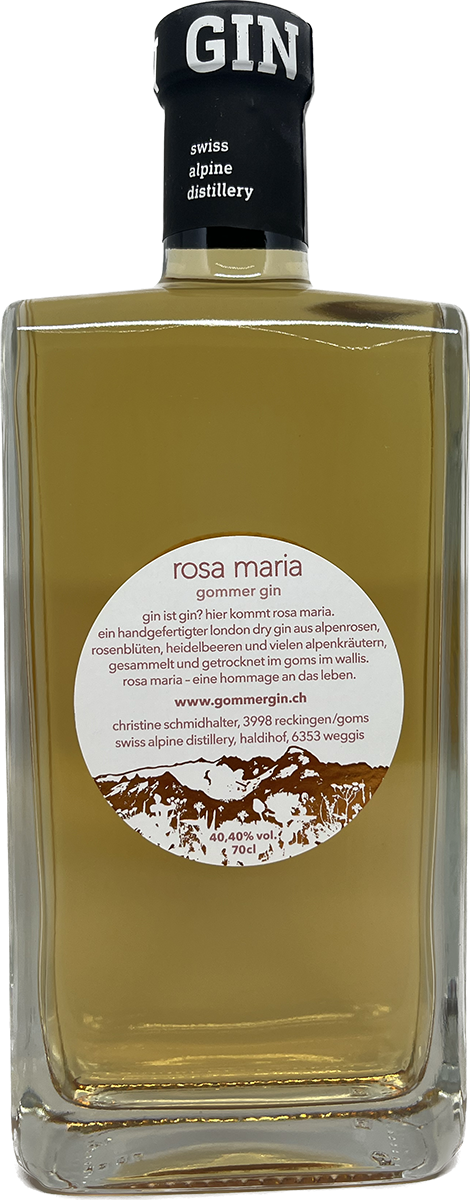 GIN
swiss
alpine
distillery
rosa maria
gommer gin
gin ist gin? hier kommt rosa maria.
ein handgefertigter london dry gin aus alpenrosen,
rosenblüten, heidelbeeren und vielen alpenkräutern,
gesammelt und getrocknet im goms im wallis.
rosa maria – eine hommage an das leben.
www.gommergin.ch
christine schmidhalter, 3998 reckingen/goms
swiss alpine distillery, haldihof, 6353 weggis
40,40% vol.
70cl